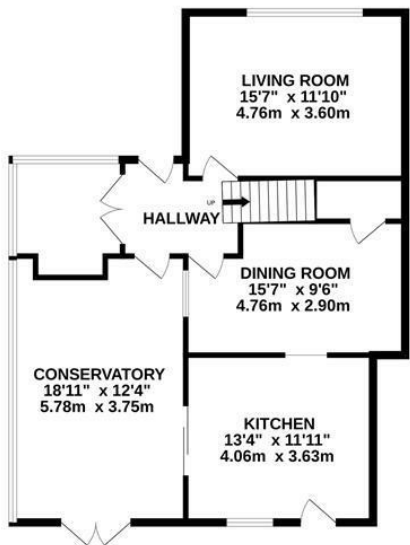 LIVING ROOM
15'7" x 11'10"
4.76m x 3.60m
UP
HALLWAY
DINING ROOM
15'7" x 9'6"
4.76m x 2.90m
CONSERVATORY
18'11" x 12'4"
5.78m x 3.75m
KITCHEN
13'4" x 11'11"
4.06m x 3.63m